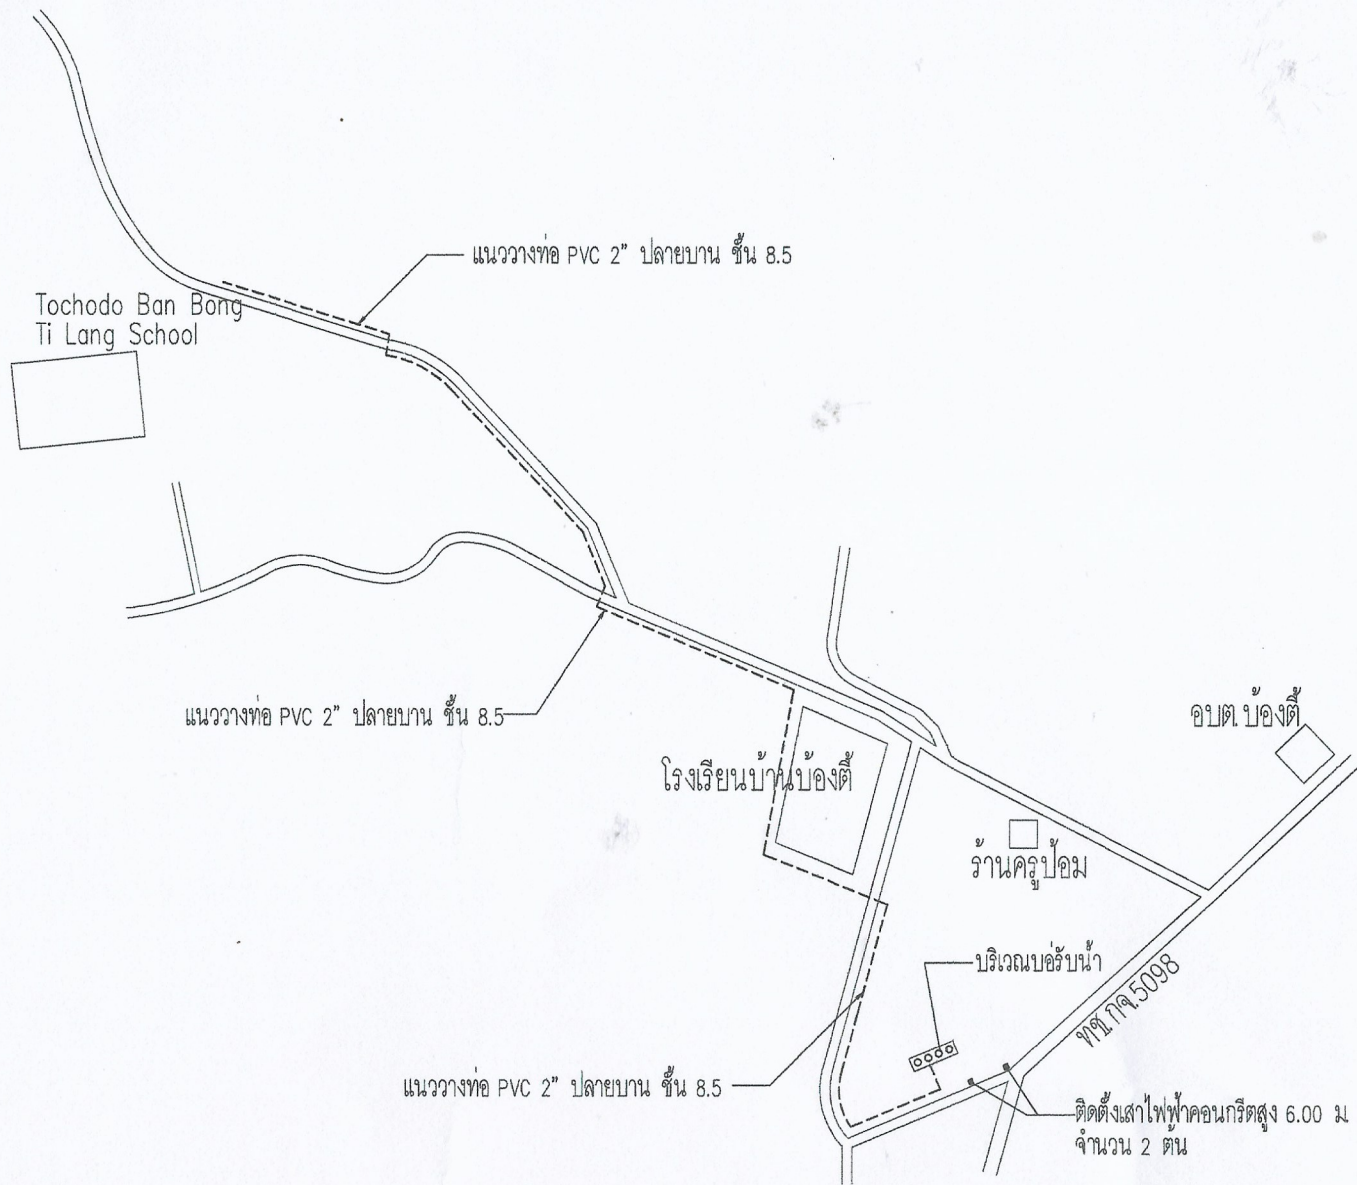 แนววางท่อ PVC 2" ปลายบาน ชั้น 8.5
Tochodo Ban Bong
Ti Lang School
แนววางท่อ PVC 2" ปลายบาน ชั้น 8.5
อบต.บ้องตี้
โรงเรียนบ้านบ้องตี้
ร้านครูป้อม
บริเวณบ่อรับน้ำ
ทช.กจ.5098
แนววางท่อ PVC 2" ปลายบาน ชั้น 8.5
ติดตั้งเสาไฟฟ้าคอนกรีตสูง 6.00 ม.
จำนวน 2 ต้น